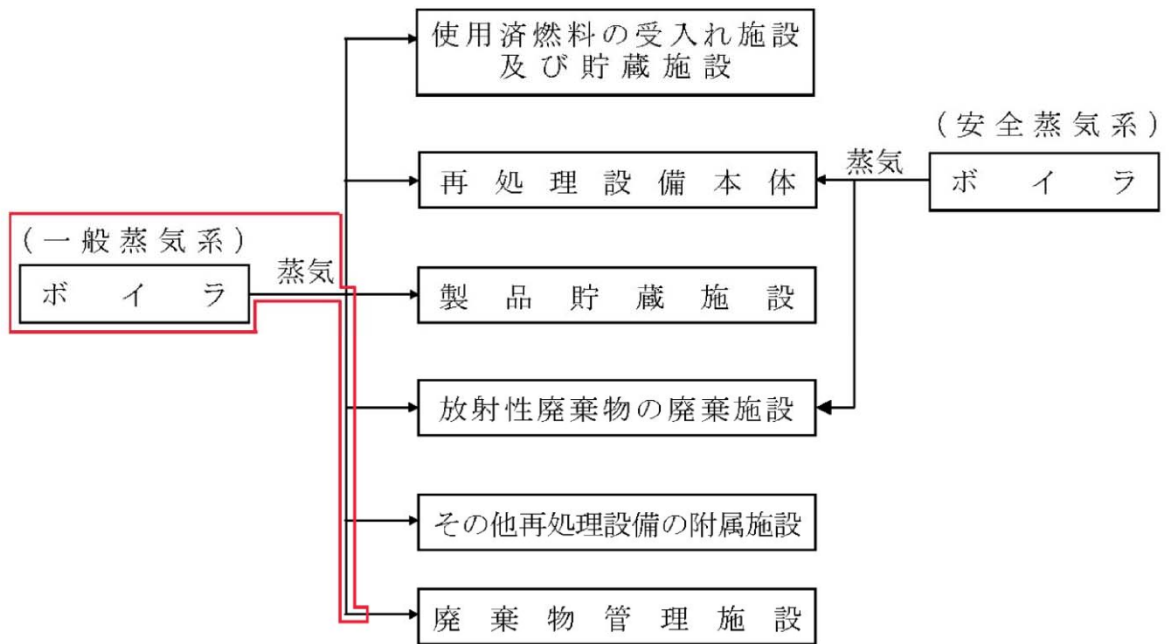 使用済燃料の受入れ施設
及び貯蔵施設
(安全蒸気系)
蒸気
再処理設備本体
ボイラ
(一般蒸気系)
蒸気
ボイラ
製品貯蔵施設
放射性廃棄物の廃棄施設
その他再処理設備の附属施設
廃棄物管理施設